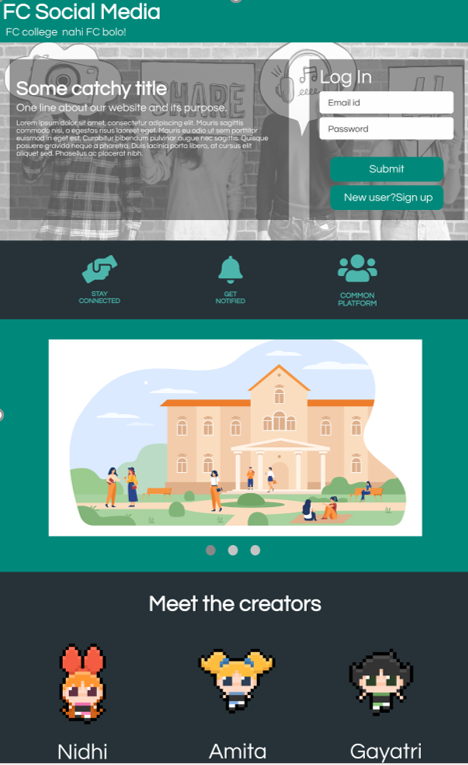 FC Social Media
FC college nahi FC bolo!
SHARE
Some catchy title
One line about our website and its purpose.
Lorem ipsum dolor sit amet, consectetur adipiscing elit. Mauris sagittis
commodo nisi, a egestas risus laoreet eget. Mauris eu odio ut sem porttitor
euismod in eget est. Curabitur bibendum pulvinar augue nec sagittis. Quisque
posuere gravida neque a pharetra. Duis lacinia porta libero, at cursus elit
aliquet sed. Phasellus ac placerat nibh.
Log In
Email id
Password
Submit
New user?Sign up
STAY
CONNECTED
GET
NOTIFIED
COMMON
PLATFORM
Meet the creators
Nidhi
Amita
Gayatri